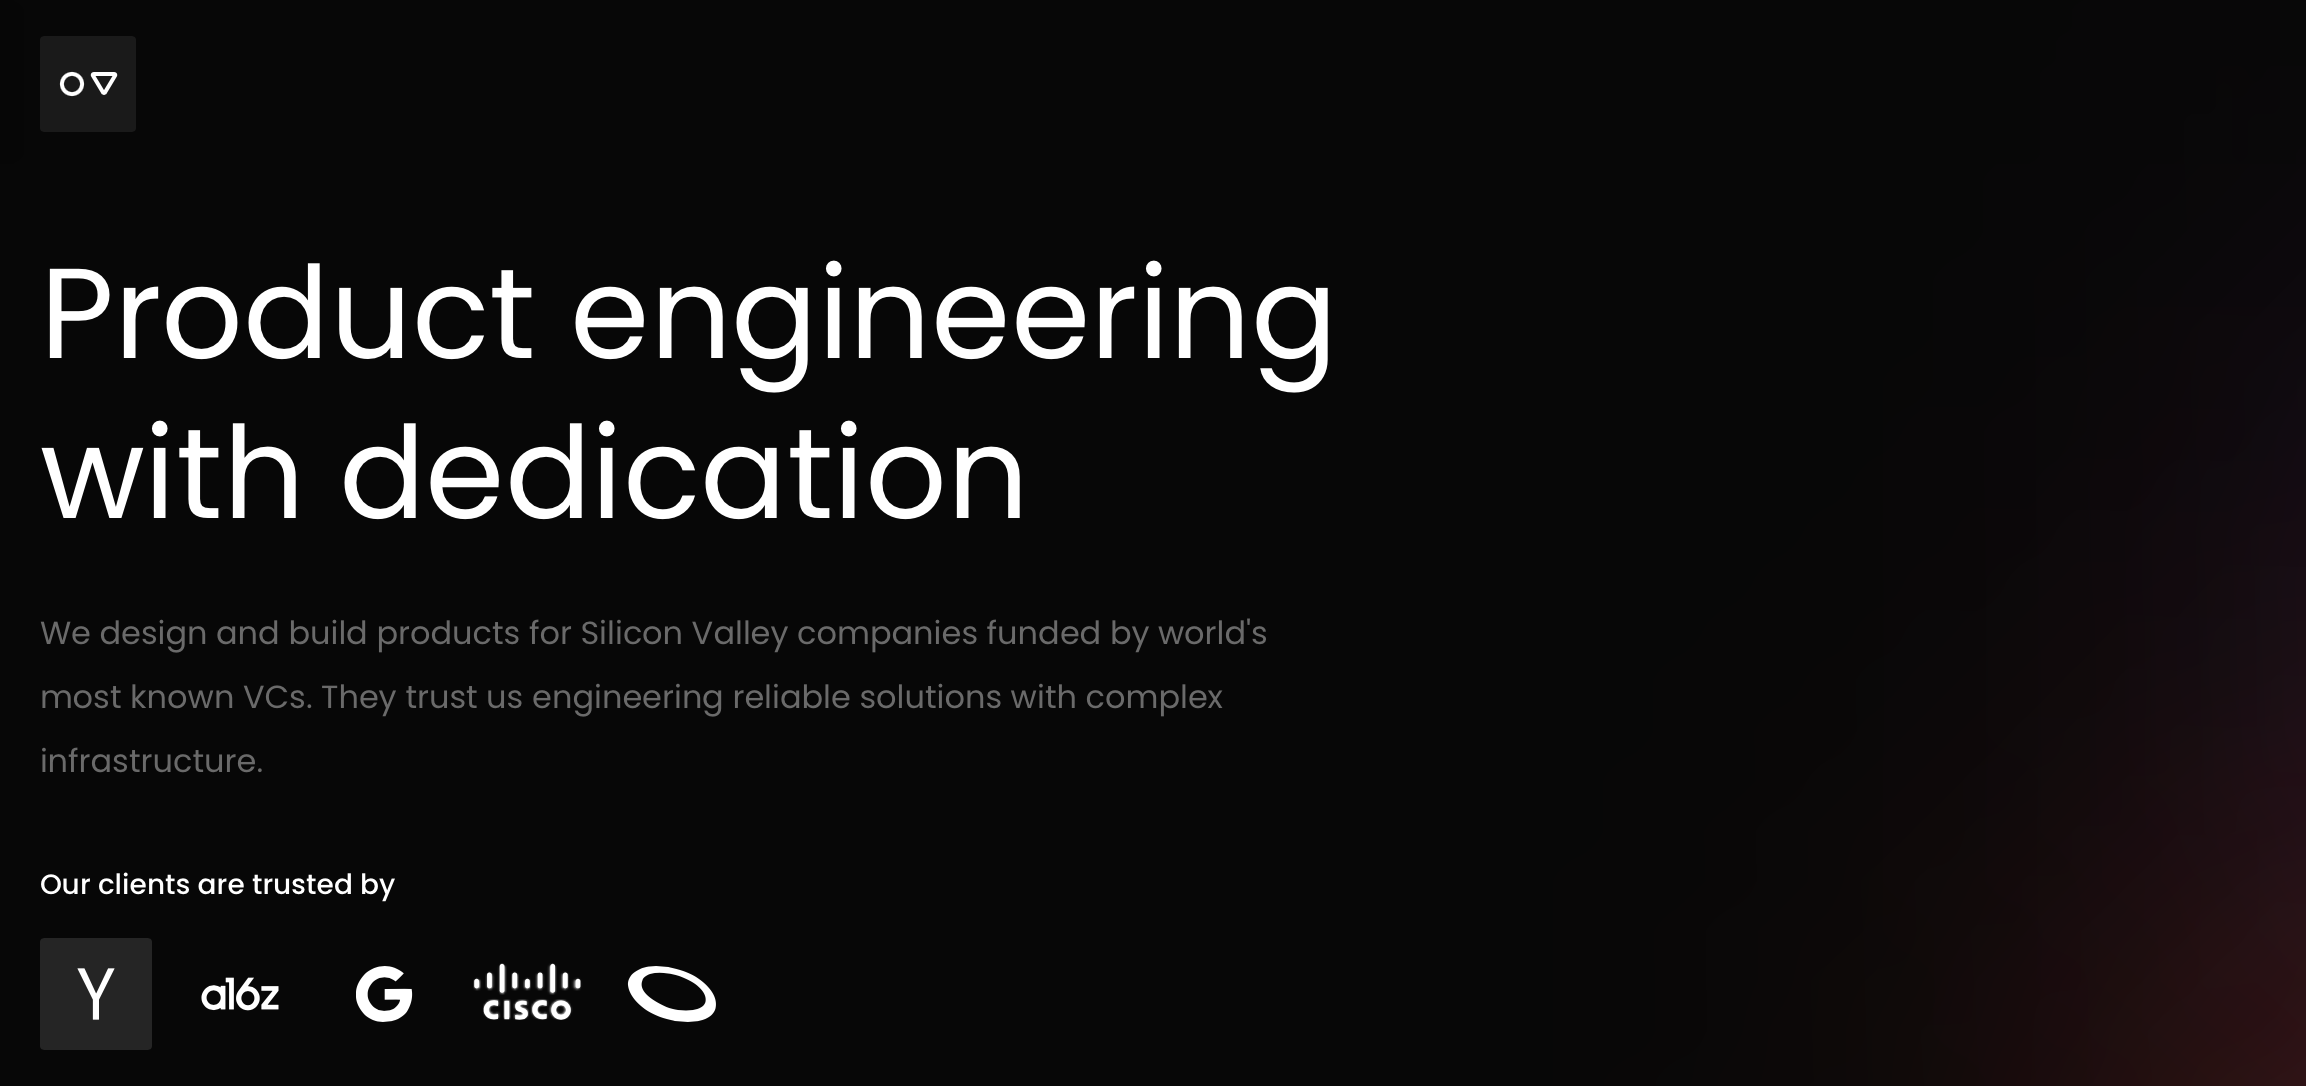 Product engineering
with dedication
We design and build products for Silicon Valley companies funded by world's
most known VCs. They trust us engineering reliable solutions with complex
infrastructure.
Our clients are trusted by
Y a16z G CISCO